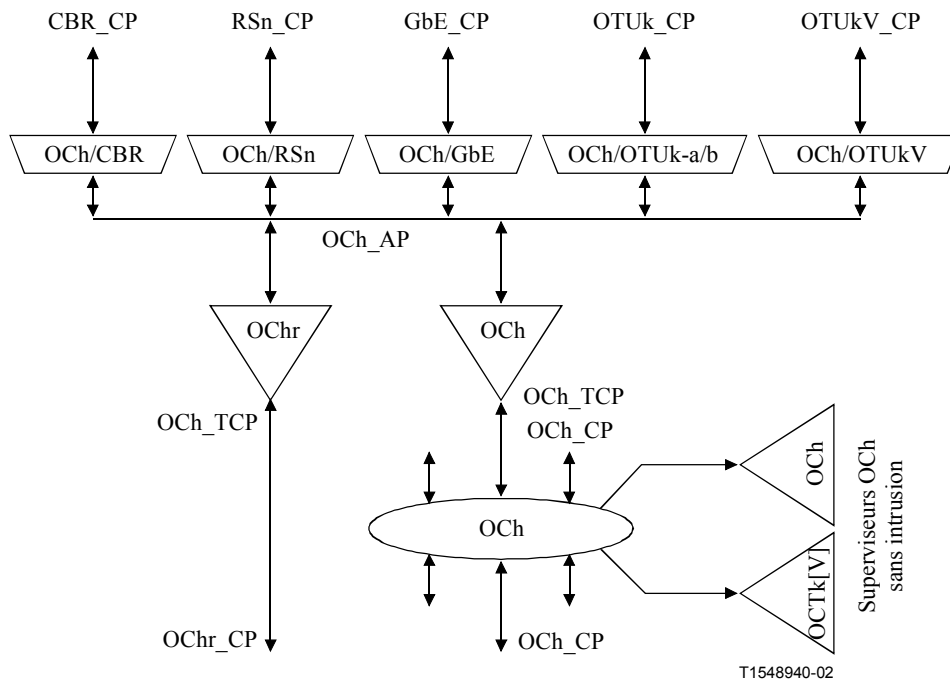 CBR_CP
RSn_CP
GbE_CP
OTUk_CP
OTUkV_CP
OCh/CBR
OCh/RSn
OCh/GbE
OCh/OTUk-a/b
OCh/OTUkV
OCh_AP
OChr
OCh
OCh_TCP
OCh_TCP
OCh_CP
OCh
OCh
OCTk[V]
Superviseurs OCh
sans intrusion
OChr_CP
OCh_CP
T1548940-02